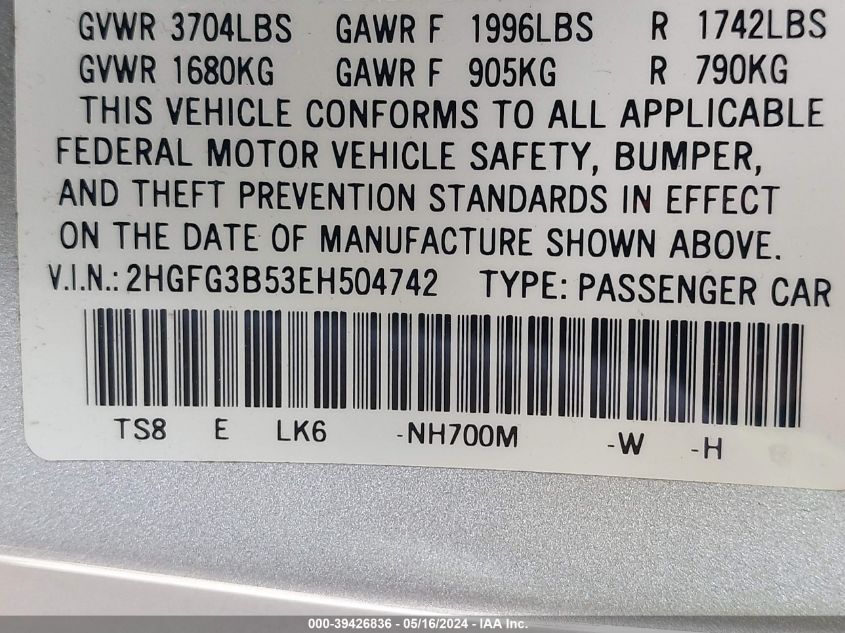 GVWR 3704LBS GAWR F 1996LBS R 1742LBS
GVWR 1680KG GAWR F 905KG R 790KG
THIS VEHICLE CONFORMS TO ALL APPLICABLE
FEDERAL MOTOR VEHICLE SAFETY, BUMPER,
AND THEFT PREVENTION STANDARDS IN EFFECT
ON THE DATE OF MANUFACTURE SHOWN ABOVE.
V.I.N.: 2HGFG3B53EH504742 TYPE: PASSENGER CAR
TS8 E LK6 -NH700M -W -H
000-39426836 - 05/16/2024 - IAA Inc.